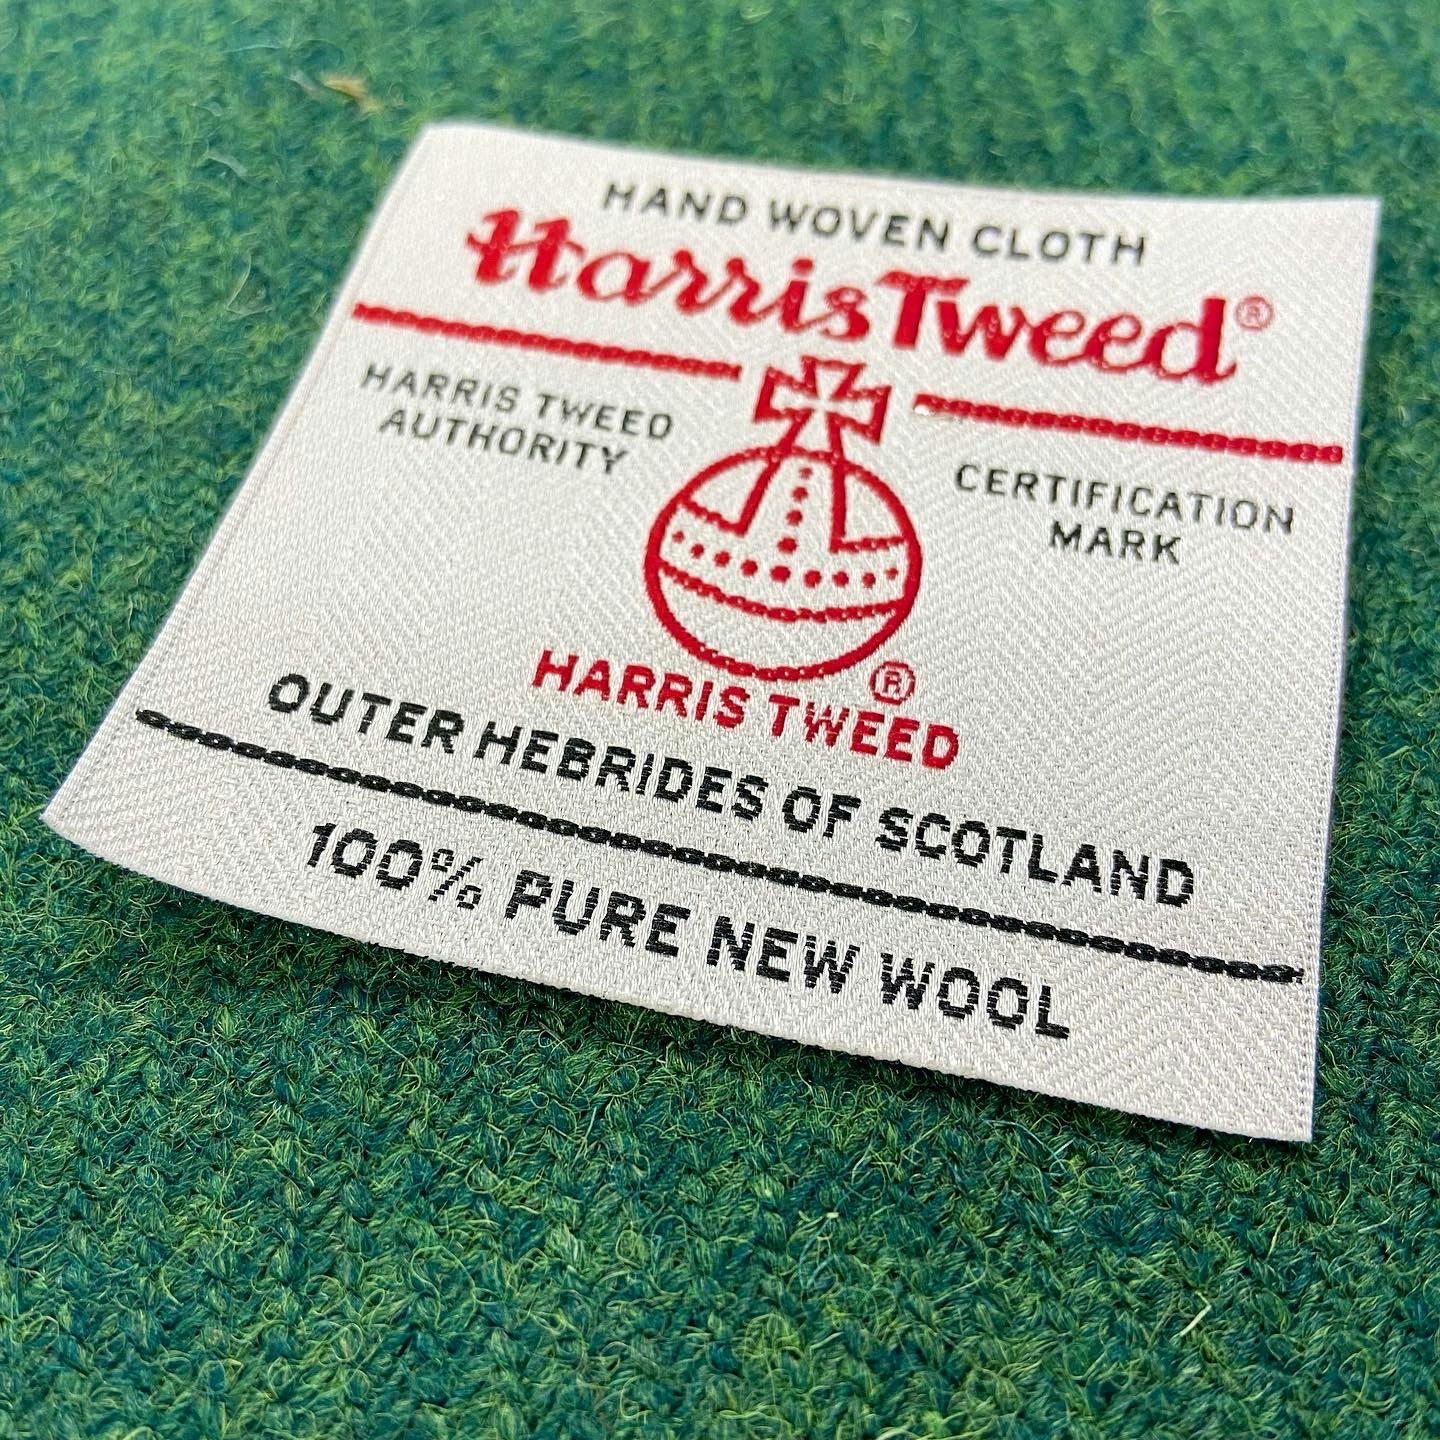 HAND WOVEN CLOTH
Harris Tweed®
HARRIS TWEED
AUTHORITY
CERTIFICATION
MARK
®
HARRIS TWEED
OUTER HEBRIDES OF SCOTLAND
100% PURE NEW WOOL